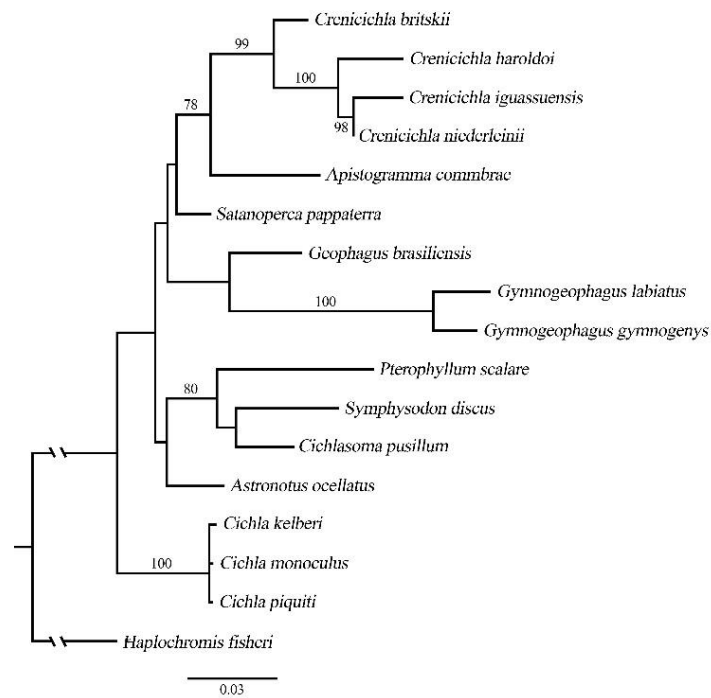 Crenicichla britskii
99
Crenicichla haroldoi
100
Crenicichla iguassuensis
78
98
Crenicichla niederleinii
Apistogramma commbrae
Satanoperca pappaterra
Geophagus brasiliensis
Gymnogeophagus labiatus
100
Gymnogeophagus gymnogenys
Pterophyllum scalare
80
Symphysodon discus
Cichlasoma pusillum
Astronotus ocellatus
Cichla kelberi
100
Cichla monoculus
Cichla piquiti
Haplochromis fisheri
0.03